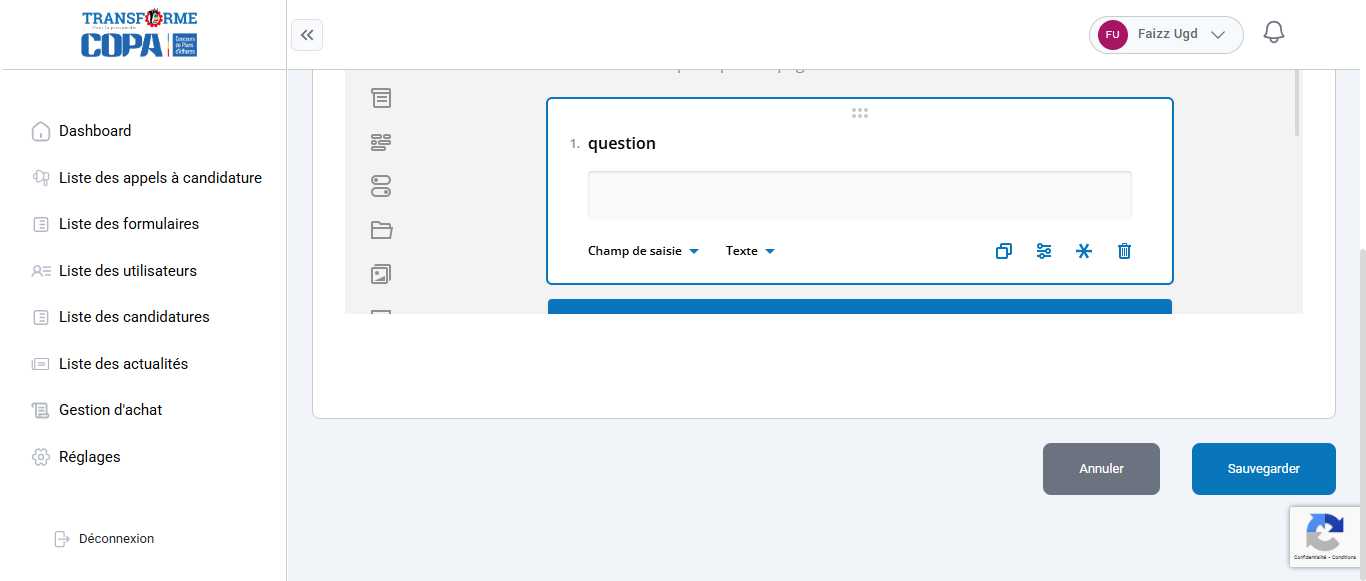 TRANSFORME
COPA
Concours
de Plans
d'Affaires
FU
Faizz Ugd
Dashboard
Liste des appels à candidature
Liste des formulaires
Liste des utilisateurs
Liste des candidatures
Liste des actualités
Gestion d'achat
Réglages
Déconnexion
1. question
Champ de saisie
Texte
Annuler
Sauvegarder
Confidentialité - Conditions